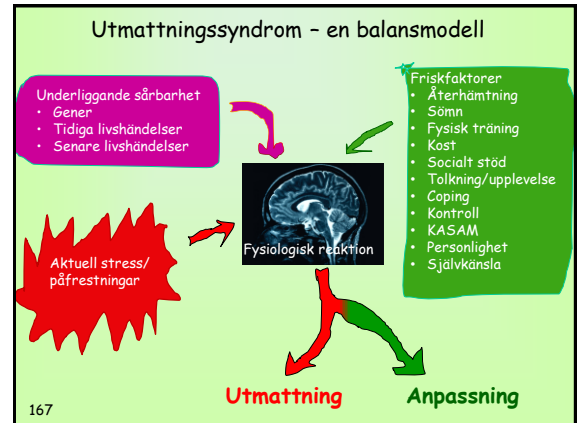 Utmattningssyndrom – en balansmodell
Underliggande sårbarhet
• Gener
• Tidiga livshändelser
• Senare livshändelser
Friskfaktorer
• Återhämtning
• Sömn
• Fysisk träning
• Kost
• Socialt stöd
• Tolkning/upplevelse
• Coping
• Kontroll
• KASAM
• Personlighet
• Självkänsla
Aktuell stress/
påfrestningar
Fysiologisk reaktion
Utmattning
Anpassning
167